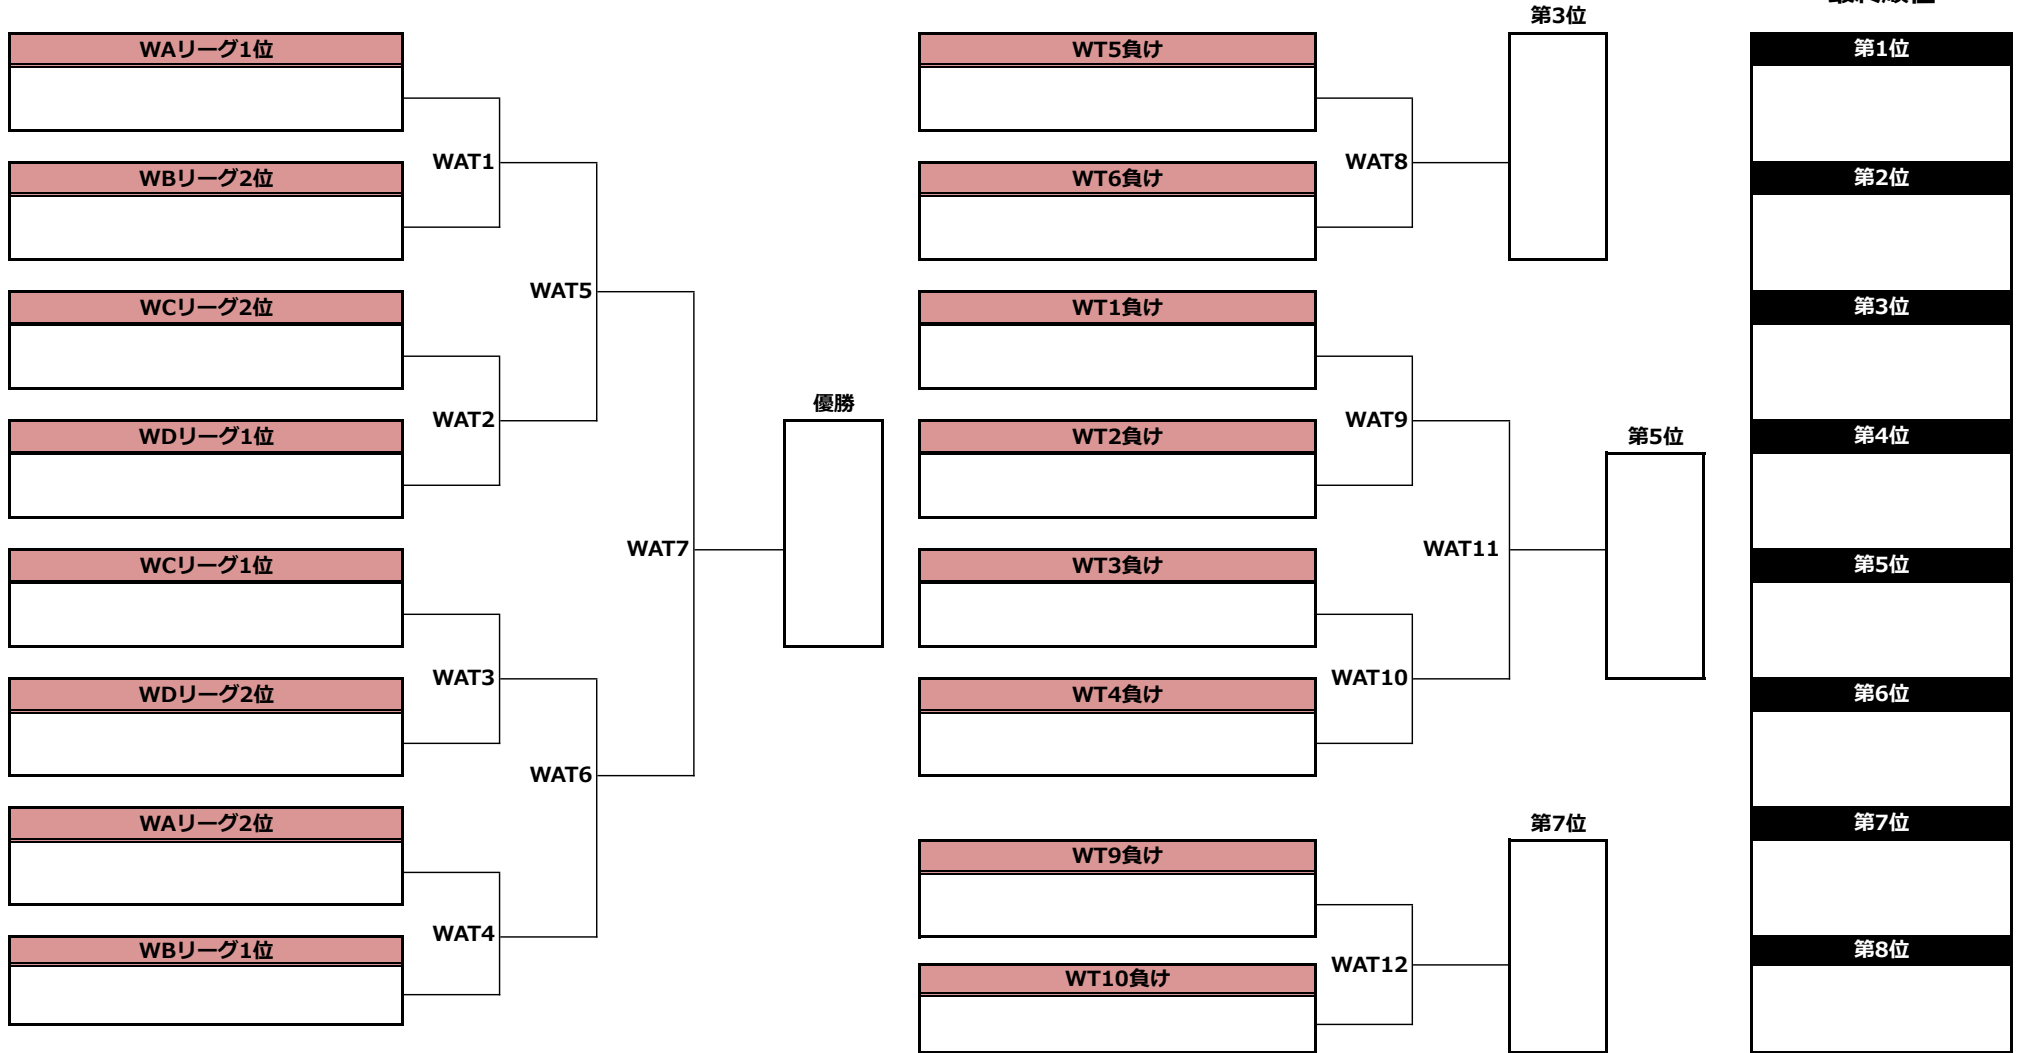 WAリーグ1位
WAT1
WBリーグ2位
WAT5
WCリーグ2位
WAT2
WDリーグ1位
WAT7
優勝
WCリーグ1位
WAT3
WDリーグ2位
WAT6
WAリーグ2位
WAT4
WBリーグ1位
第3位
WT5負け
WAT8
WT6負け
WT1負け
WAT9
WT2負け
第5位
WAT11
WT3負け
WAT10
WT4負け
第7位
WT9負け
WAT12
WT10負け
第1位
第2位
第3位
第4位
第5位
第6位
第7位
第8位